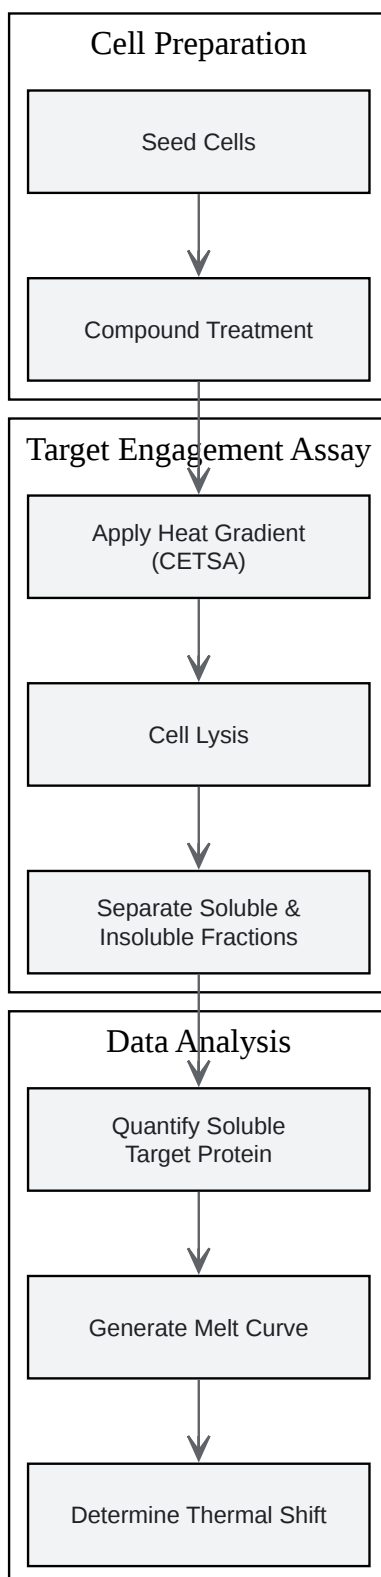 Cell Preparation
Seed Cells
Compound Treatment
Target Engagement Assay
Apply Heat Gradient
(CETSA)
Cell Lysis
Separate Soluble &
Insoluble Fractions
Data Analysis
Quantify Soluble
Target Protein
Generate Melt Curve
Determine Thermal Shift